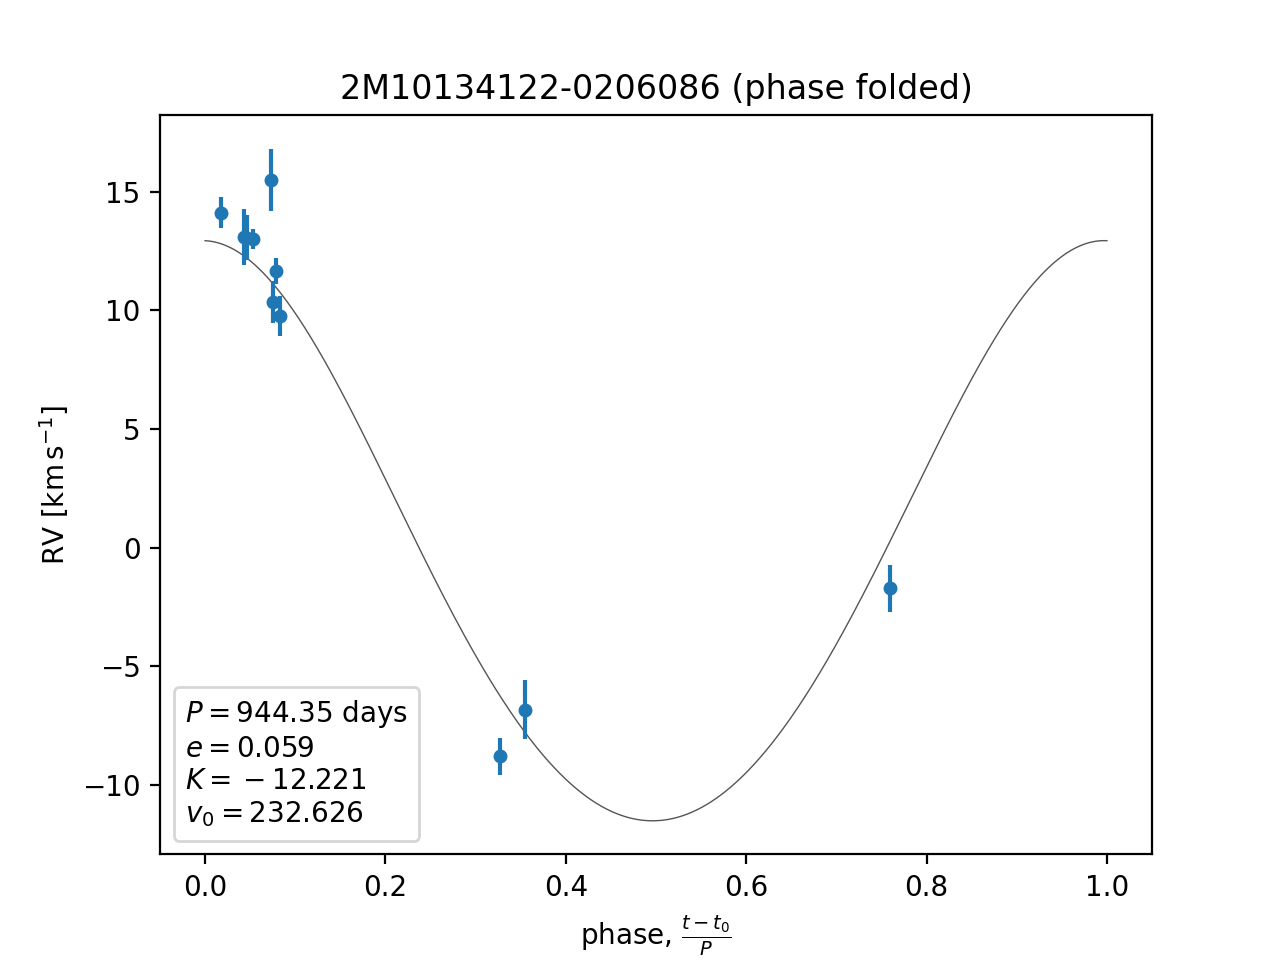 2M10134122-0206086 (phase folded)
15
10
5
0
−5
−10
RV [km s⁻¹]
P = 944.35 days
e = 0.059
K = −12.221
v₀ = 232.626
0.0 0.2 0.4 0.6 0.8 1.0
phase, (t − t₀)/P